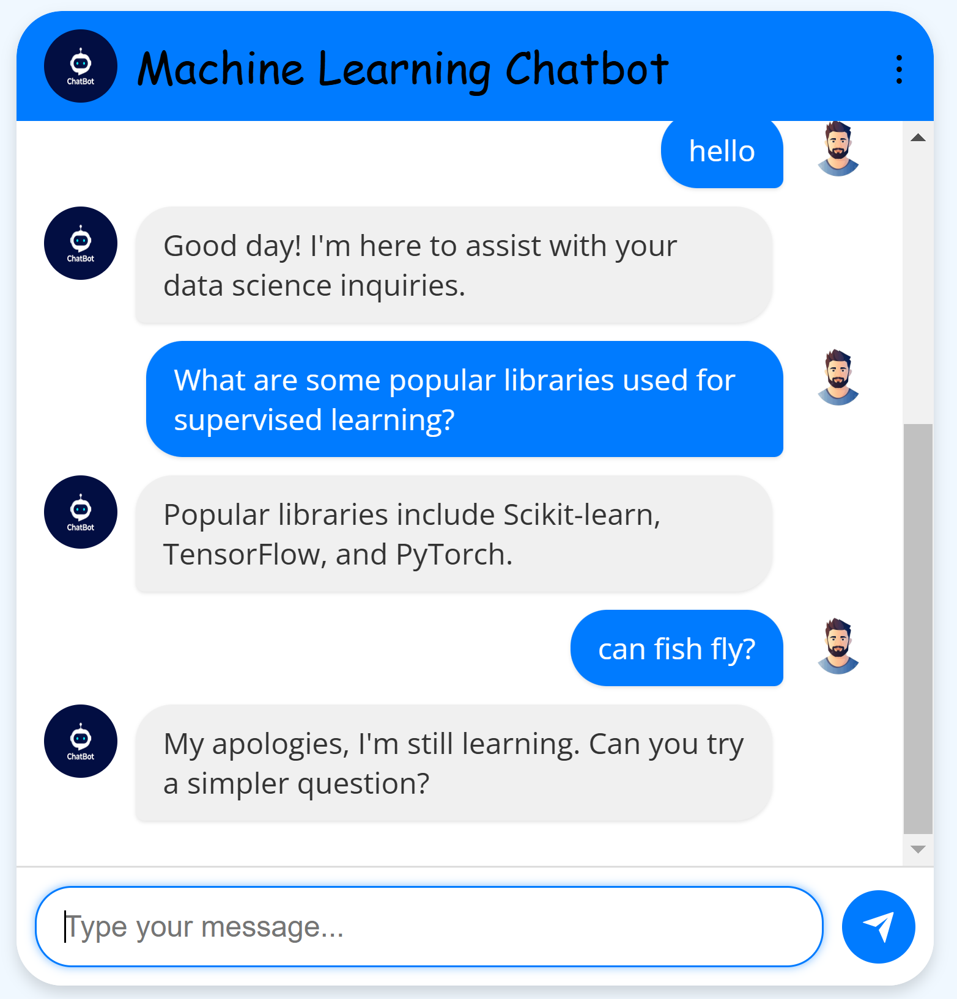 ChatBot
Machine Learning Chatbot
hello
ChatBot
Good day! I'm here to assist with your
data science inquiries.
What are some popular libraries used for
supervised learning?
ChatBot
Popular libraries include Scikit-learn,
TensorFlow, and PyTorch.
can fish fly?
ChatBot
My apologies, I'm still learning. Can you try
a simpler question?
Type your message...